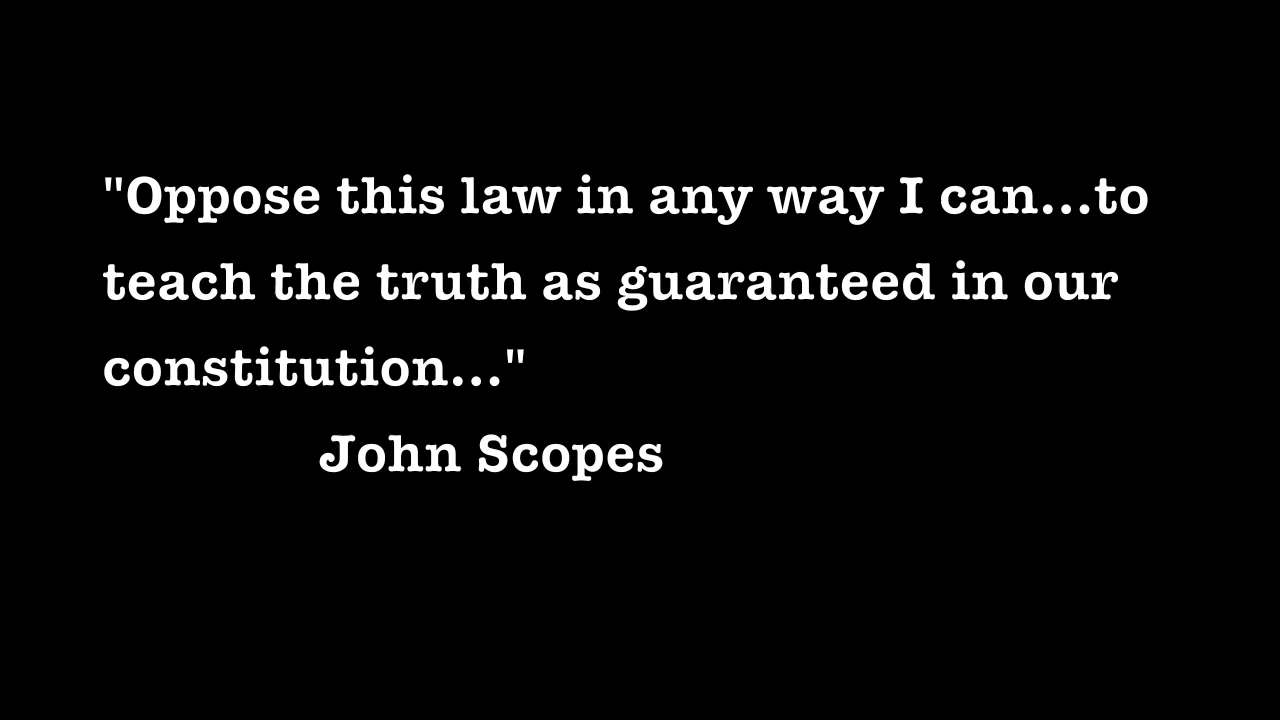 "Oppose this law in any way I can...to
teach the truth as guaranteed in our
constitution..."
John Scopes